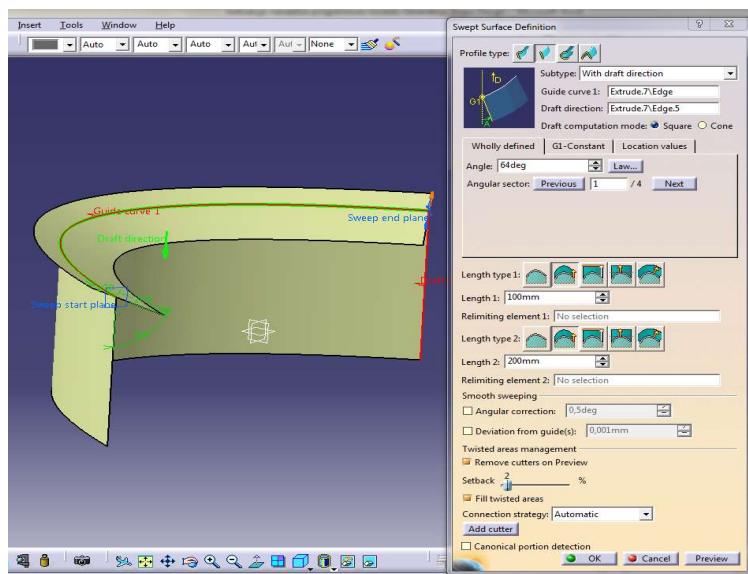 Insert Tools Window Help
Auto Auto Auto Aut Aut None
Guide curve 1
Sweep end plane
Draft direction
Sweep start plane
Swept Surface Definition
Profile type:
D
G1
A
Subtype: With draft direction
Guide curve 1: Extrude.7\Edge
Draft direction: Extrude.7\Edge.5
Draft computation mode: Square Cone
Wholly defined G1-Constant Location values
Angle: 64deg Law...
Angular sector: Previous 1 / 4 Next
Length type 1:
Length 1: 100mm
Relimiting element 1: No selection
Length type 2:
Length 2: 200mm
Relimiting element 2: No selection
Smooth sweeping
Angular correction: 0,5deg
Deviation from guide(s): 0,001mm
Twisted areas management
Remove cutters on Preview
Setback 2 %
Fill twisted areas
Connection strategy: Automatic
Add cutter
Canonical portion detection
OK Cancel Preview